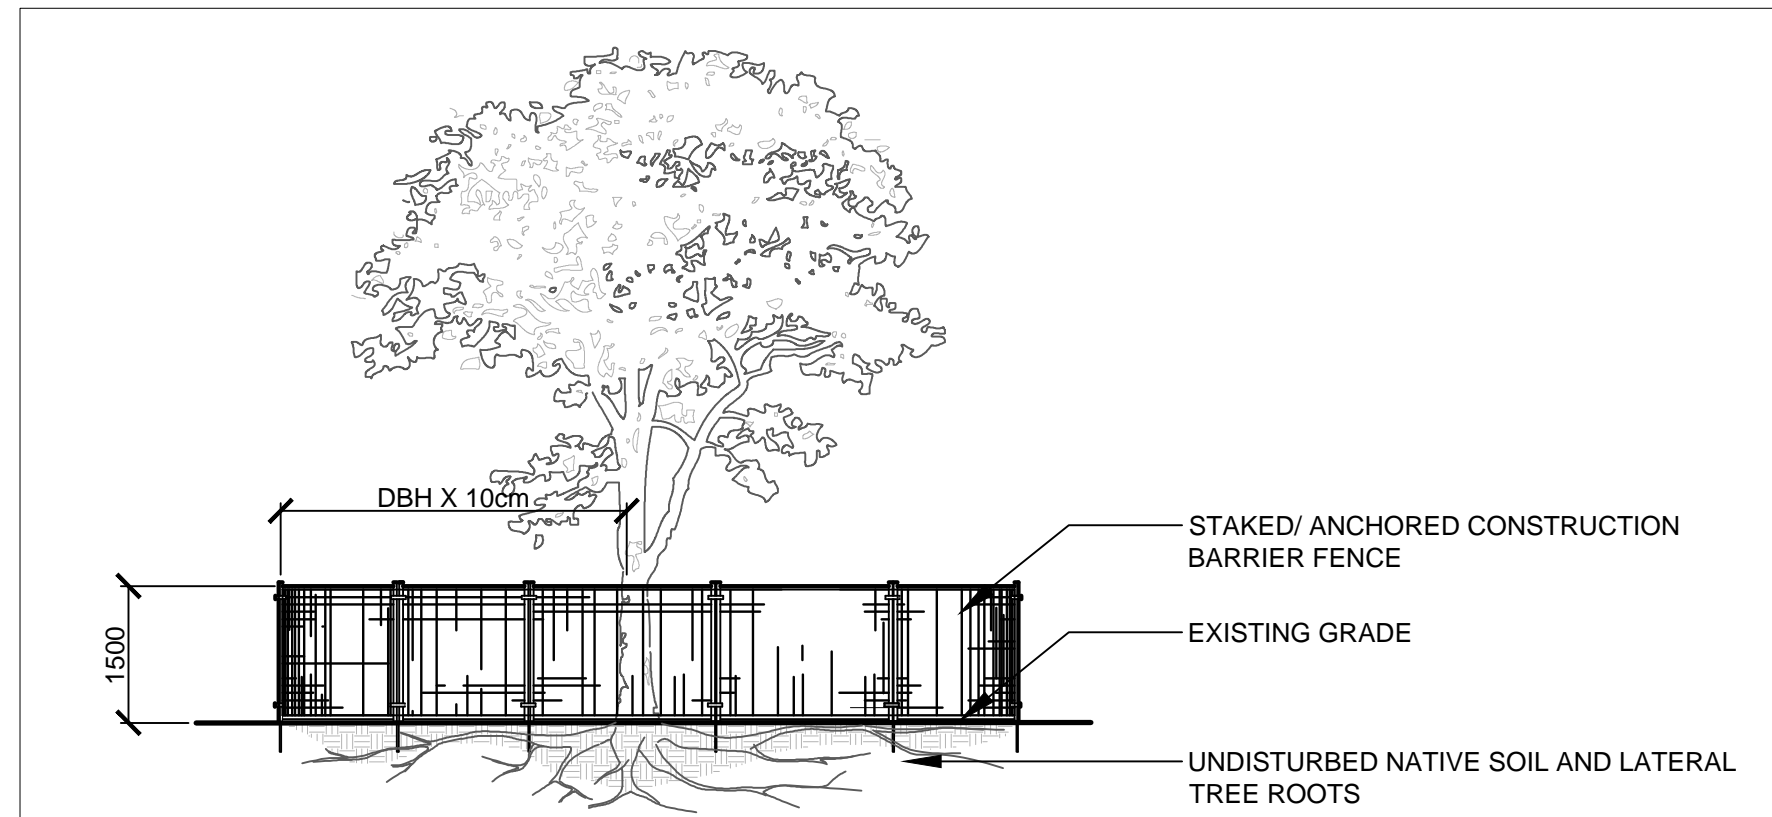 DBH X 10cm
STAKED/ ANCHORED CONSTRUCTION
BARRIER FENCE
1500
EXISTING GRADE
UNDISTURBED NATIVE SOIL AND LATERAL
TREE ROOTS